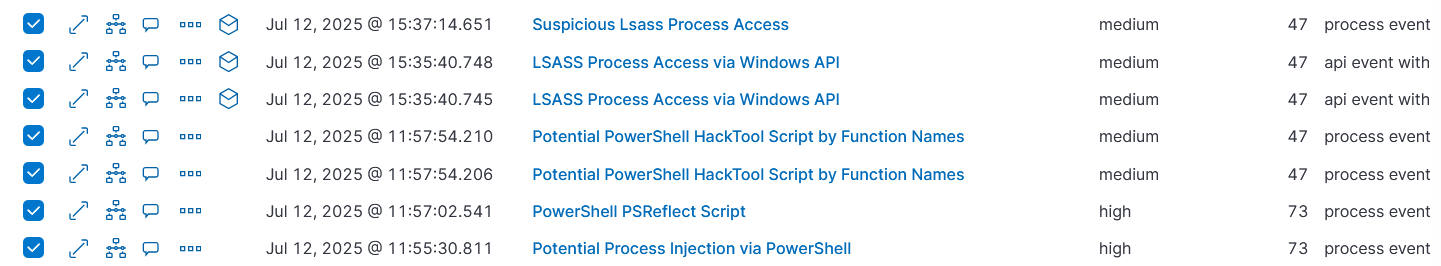 Jul 12, 2025 @ 15:37:14.651 Suspicious Lsass Process Access medium 47 process event
Jul 12, 2025 @ 15:35:40.748 LSASS Process Access via Windows API medium 47 api event with
Jul 12, 2025 @ 15:35:40.745 LSASS Process Access via Windows API medium 47 api event with
Jul 12, 2025 @ 11:57:54.210 Potential PowerShell HackTool Script by Function Names medium 47 process event
Jul 12, 2025 @ 11:57:54.206 Potential PowerShell HackTool Script by Function Names medium 47 process event
Jul 12, 2025 @ 11:57:02.541 PowerShell PSReflect Script high 73 process event
Jul 12, 2025 @ 11:55:30.811 Potential Process Injection via PowerShell high 73 process event